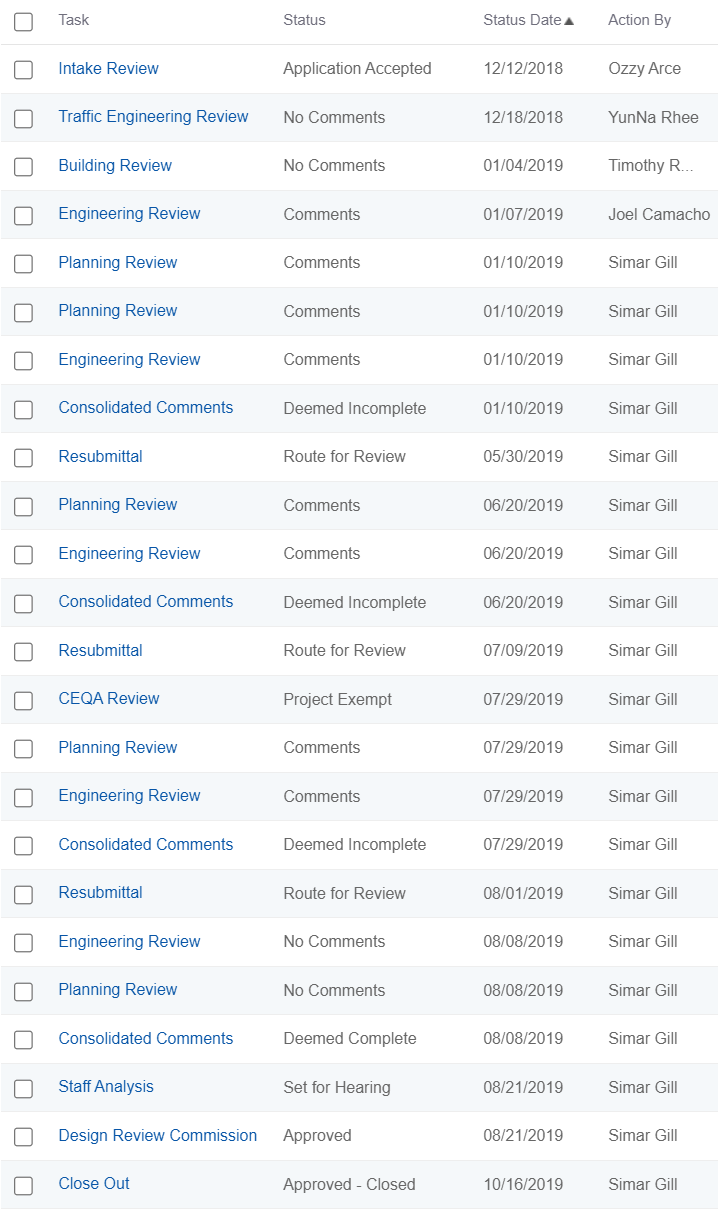 Task Status Status Date▲ Action By
Intake Review Application Accepted 12/12/2018 Ozzy Arce
Traffic Engineering Review No Comments 12/18/2018 YunNa Rhee
Building Review No Comments 01/04/2019 Timothy R...
Engineering Review Comments 01/07/2019 Joel Camacho
Planning Review Comments 01/10/2019 Simar Gill
Planning Review Comments 01/10/2019 Simar Gill
Engineering Review Comments 01/10/2019 Simar Gill
Consolidated Comments Deemed Incomplete 01/10/2019 Simar Gill
Resubmittal Route for Review 05/30/2019 Simar Gill
Planning Review Comments 06/20/2019 Simar Gill
Engineering Review Comments 06/20/2019 Simar Gill
Consolidated Comments Deemed Incomplete 06/20/2019 Simar Gill
Resubmittal Route for Review 07/09/2019 Simar Gill
CEQA Review Project Exempt 07/29/2019 Simar Gill
Planning Review Comments 07/29/2019 Simar Gill
Engineering Review Comments 07/29/2019 Simar Gill
Consolidated Comments Deemed Incomplete 07/29/2019 Simar Gill
Resubmittal Route for Review 08/01/2019 Simar Gill
Engineering Review No Comments 08/08/2019 Simar Gill
Planning Review No Comments 08/08/2019 Simar Gill
Consolidated Comments Deemed Complete 08/08/2019 Simar Gill
Staff Analysis Set for Hearing 08/21/2019 Simar Gill
Design Review Commission Approved 08/21/2019 Simar Gill
Close Out Approved - Closed 10/16/2019 Simar Gill